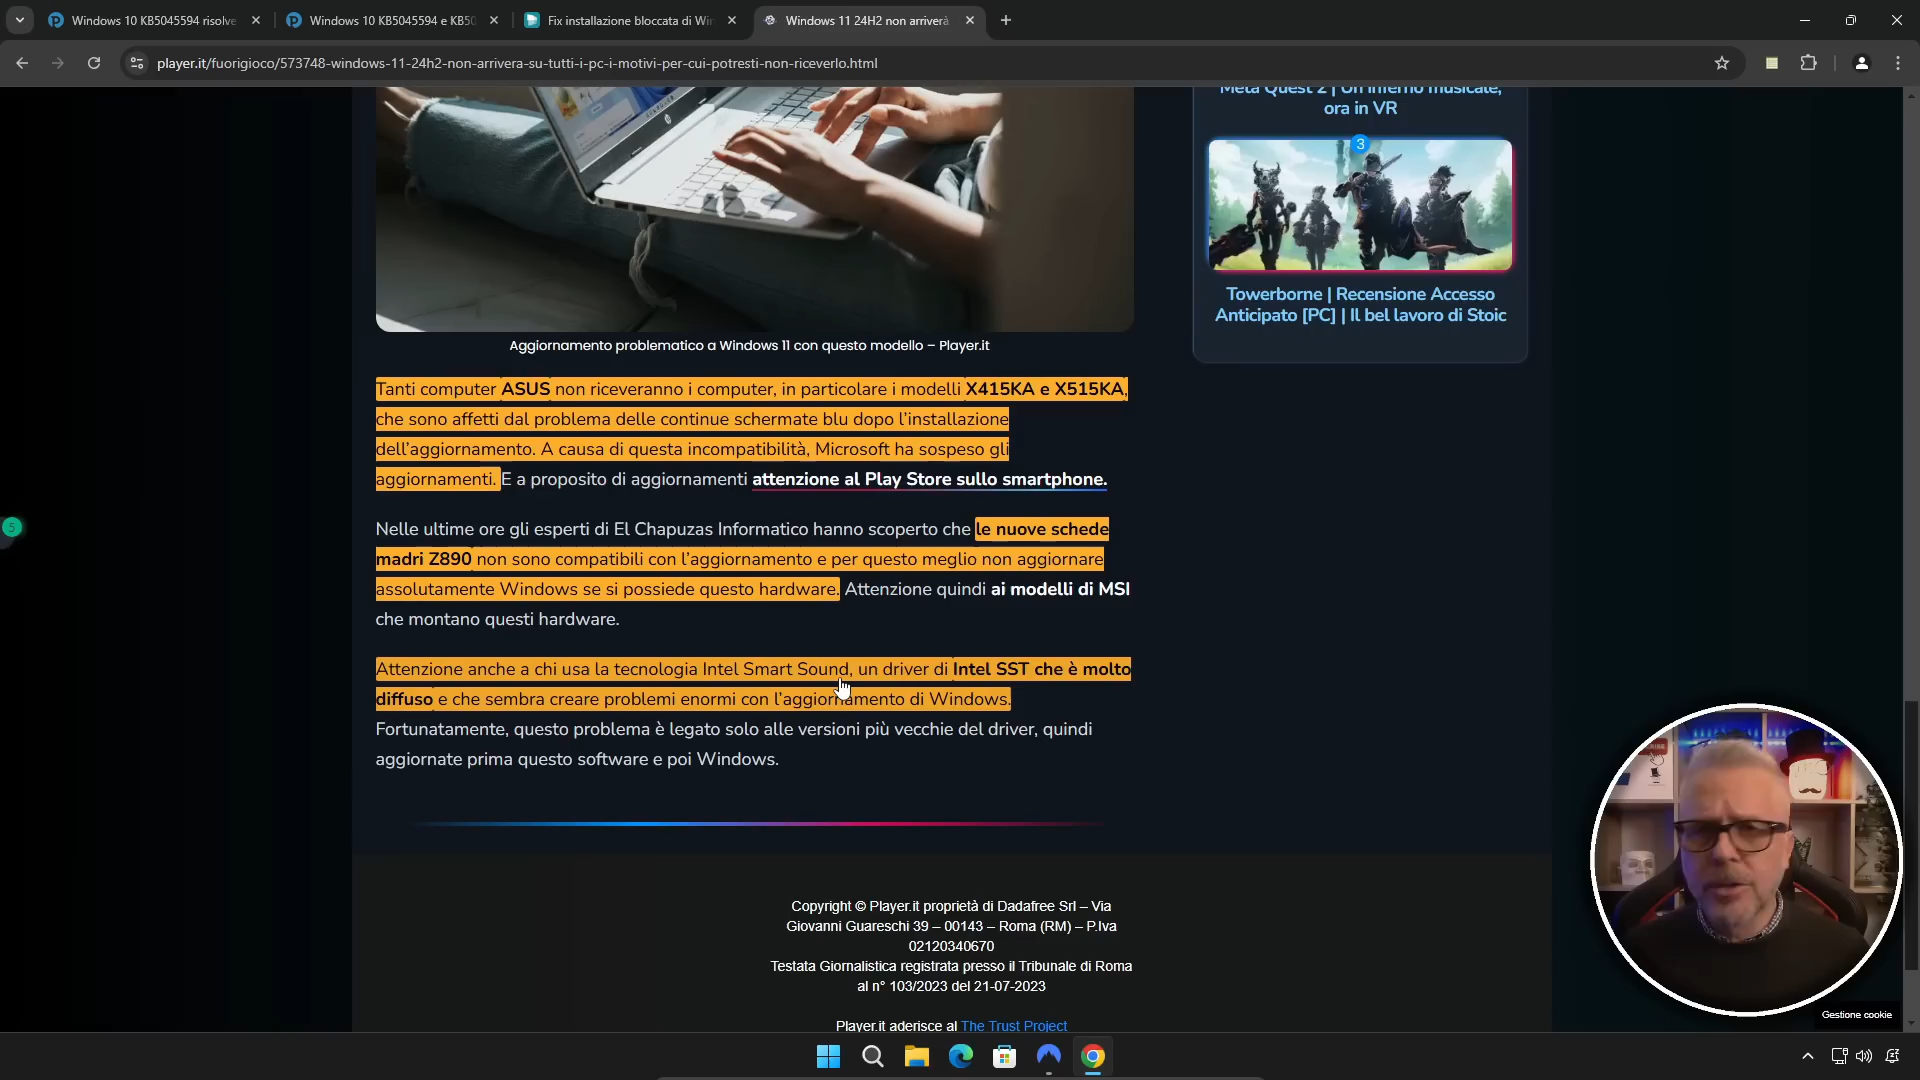 Windows 10 KB5045594 risolve
Windows 10 KB5045594 e KB50
Fix installazione bloccata di Win
Windows 11 24H2 non arriverà
player.it/fuorigioco/573748-windows-11-24h2-non-arrivera-su-tutti-i-pc-i-motivi-per-cui-potresti-non-riceverlo.html
Meta Quest 2 | Un inferno musicale,
ora in VR
3
Towerborne | Recensione Accesso
Anticipato [PC] | Il bel lavoro di Stoic
Aggiornamento problematico a Windows 11 con questo modello – Player.it
Tanti computer ASUS non riceveranno i computer, in particolare i modelli X415KA e X515KA,
che sono affetti dal problema delle continue schermate blu dopo l’installazione
dell’aggiornamento. A causa di questa incompatibilità, Microsoft ha sospeso gli
aggiornamenti. E a proposito di aggiornamenti attenzione al Play Store sullo smartphone.
5
Nelle ultime ore gli esperti di El Chapuzas Informatico hanno scoperto che le nuove schede
madri Z890 non sono compatibili con l’aggiornamento e per questo meglio non aggiornare
assolutamente Windows se si possiede questo hardware. Attenzione quindi ai modelli di MSI
che montano questi hardware.
Attenzione anche a chi usa la tecnologia Intel Smart Sound, un driver di Intel SST che è molto
diffuso e che sembra creare problemi enormi con l’aggiornamento di Windows.
Fortunatamente, questo problema è legato solo alle versioni più vecchie del driver, quindi
aggiornate prima questo software e poi Windows.
Copyright © Player.it proprietà di Dadafree Srl – Via
Giovanni Guareschi 39 – 00143 – Roma (RM) – P.Iva
02120340670
Testata Giornalistica registrata presso il Tribunale di Roma
al n° 103/2023 del 21-07-2023
Player.it aderisce al The Trust Project
Gestione cookie